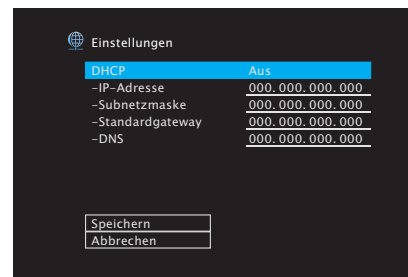 Einstellungen
DHCP Aus
-IP-Adresse 000. 000. 000. 000
-Subnetzmaske 000. 000. 000. 000
-Standardgateway 000. 000. 000. 000
-DNS 000. 000. 000. 000
Speichern
Abbrechen